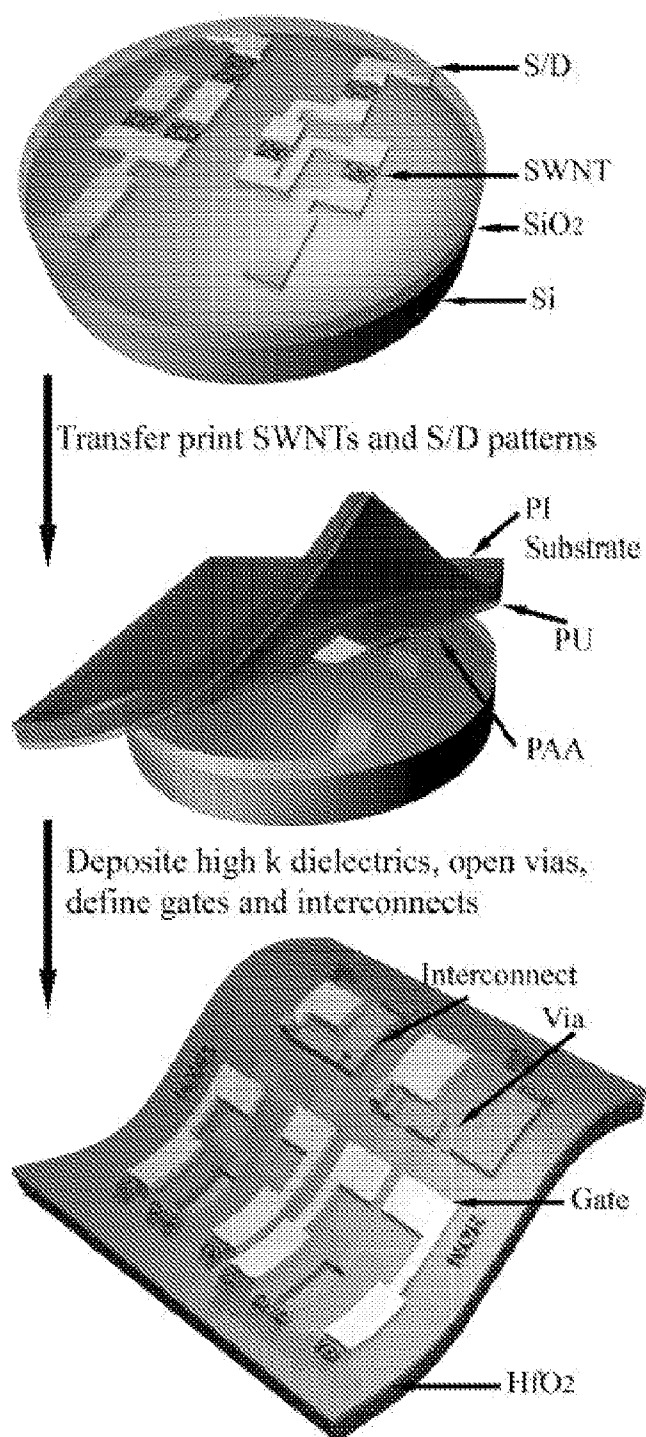 S/D
SWNT
SiO2
Si
Transfer print SWNTs and S/D patterns
PI
Substrate
PU
PAA
Deposite high k dielectrics, open vias,
define gates and interconnects
Interconnect
Via
Gate
HfO2